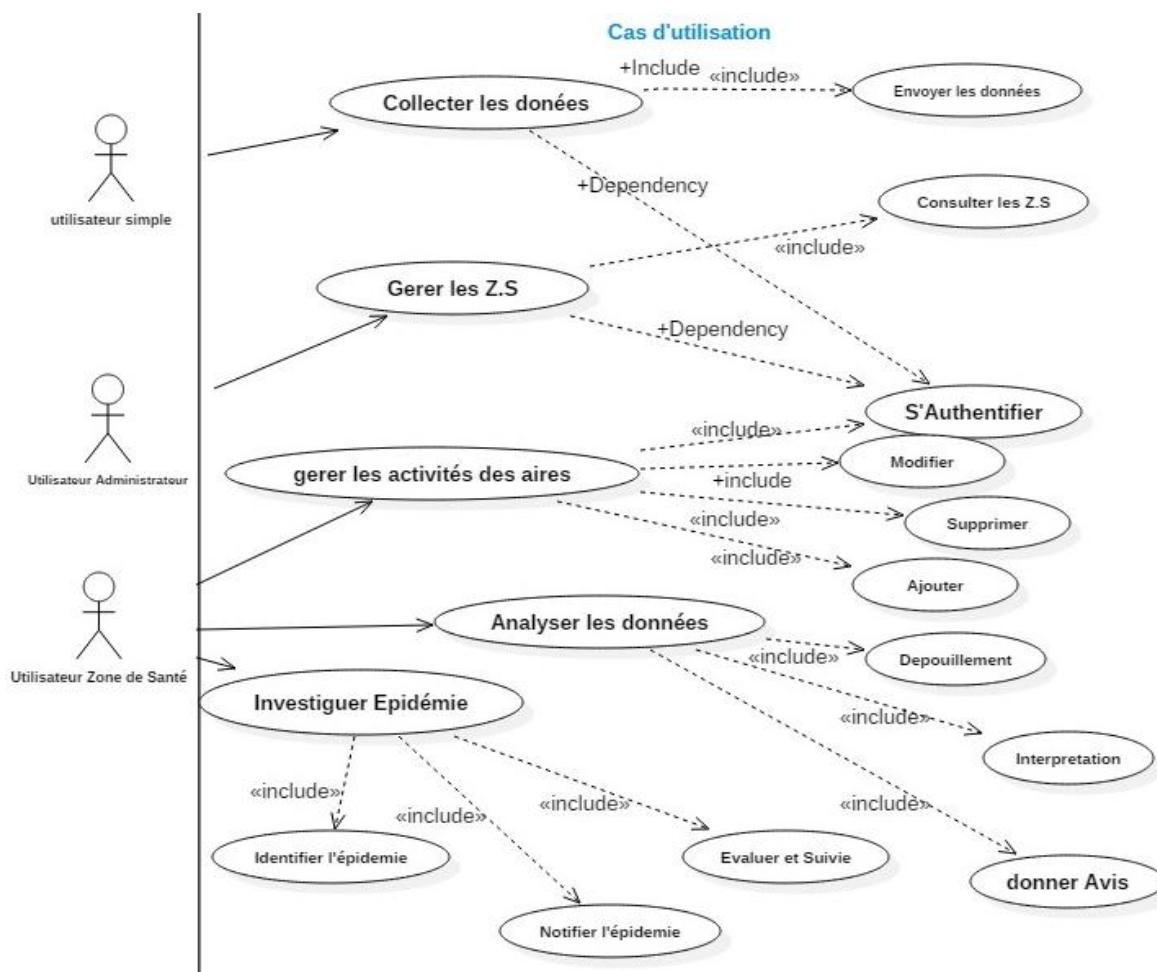 Cas d'utilisation
+Include
«include»
Collecter les donées
Envoyer les données
utilisateur simple
+Dependency
Consulter les Z.S
«include»
Gerer les Z.S
+Dependency
S'Authentifier
«include»
Modifier
Utilisateur Administrateur
gerer les activités des aires
+include
«include»
Supprimer
«include»
Ajouter
Analyser les données
«include»
Depouillement
Utilisateur Zone de Santé
Investiguer Epidémie
«include»
Interpretation
«include»
«include»
«include»
«include»
Identifier l'épidemie
Evaluer et Suivie
donner Avis
Notifier l'épidemie